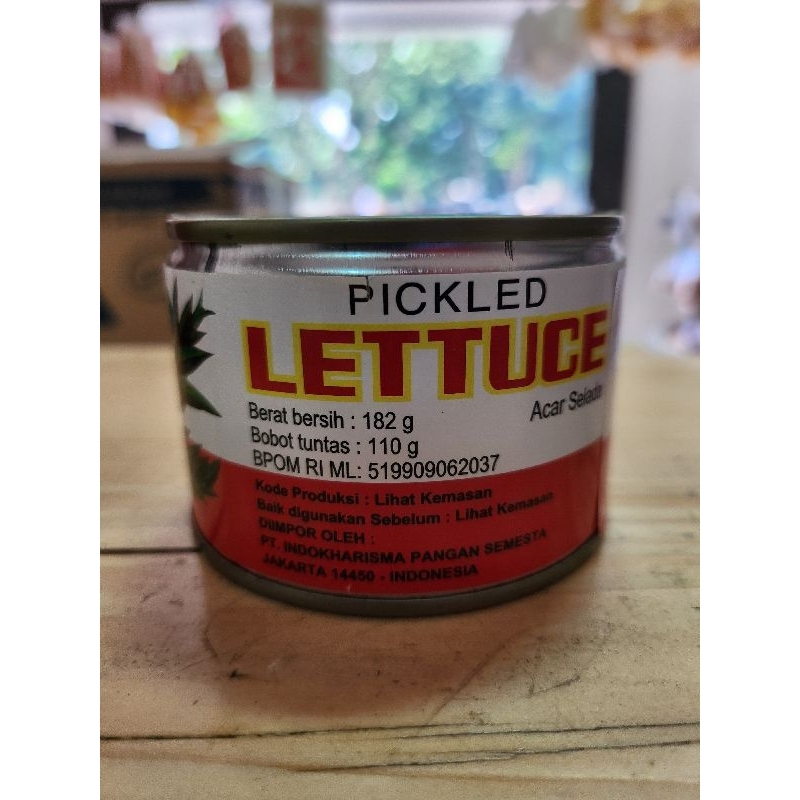 PICKLED
LETTUCE
Acar Selada
Berat bersih : 182 g
Bobot tuntas : 110 g
BPOM RI ML: 519909062037
Kode Produksi : Lihat Kemasan
Baik digunakan Sebelum : Lihat Kemasan
DIIMPOR OLEH :
PT. INDOKHARISMA PANGAN SEMESTA
JAKARTA 14450 - INDONESIA